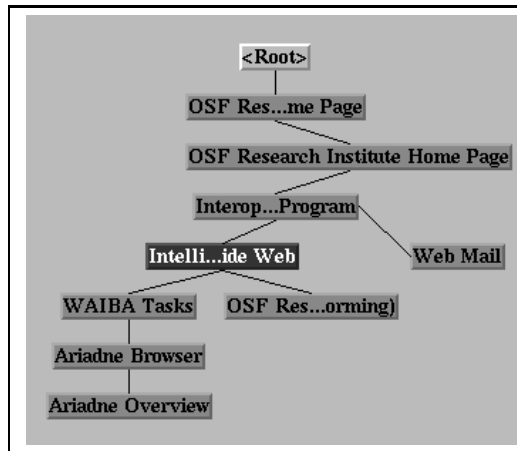 <Root>
OSF Res...me Page
OSF Research Institute Home Page
Interop...Program
Intelli...ide Web
Web Mail
WAIBA Tasks
OSF Res...orming)
Ariadne Browser
Ariadne Overview